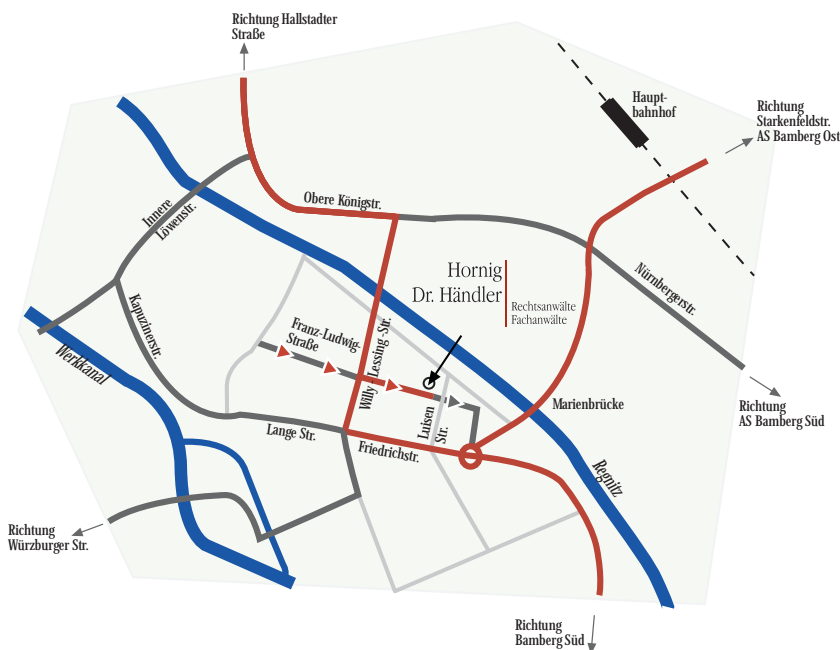 Richtung Hallstadter
Straße
Haupt-
bahnhof
Richtung
Starkenfeldstr.
AS Bamberg Ost
Innere
Löwenstr.
Obere Königstr.
Hornig
Dr. Händler
Rechtsanwälte
Fachanwälte
Nürnbergerstr.
Kapuzinerstr.
Franz-Ludwig-
Straße
Willy-Lessing-Str.
Werkkanal
Luisen
Str.
Marienbrücke
Richtung
AS Bamberg Süd
Lange Str.
Friedrichstr.
Regnitz
Richtung
Würzburger Str.
Richtung
Bamberg Süd